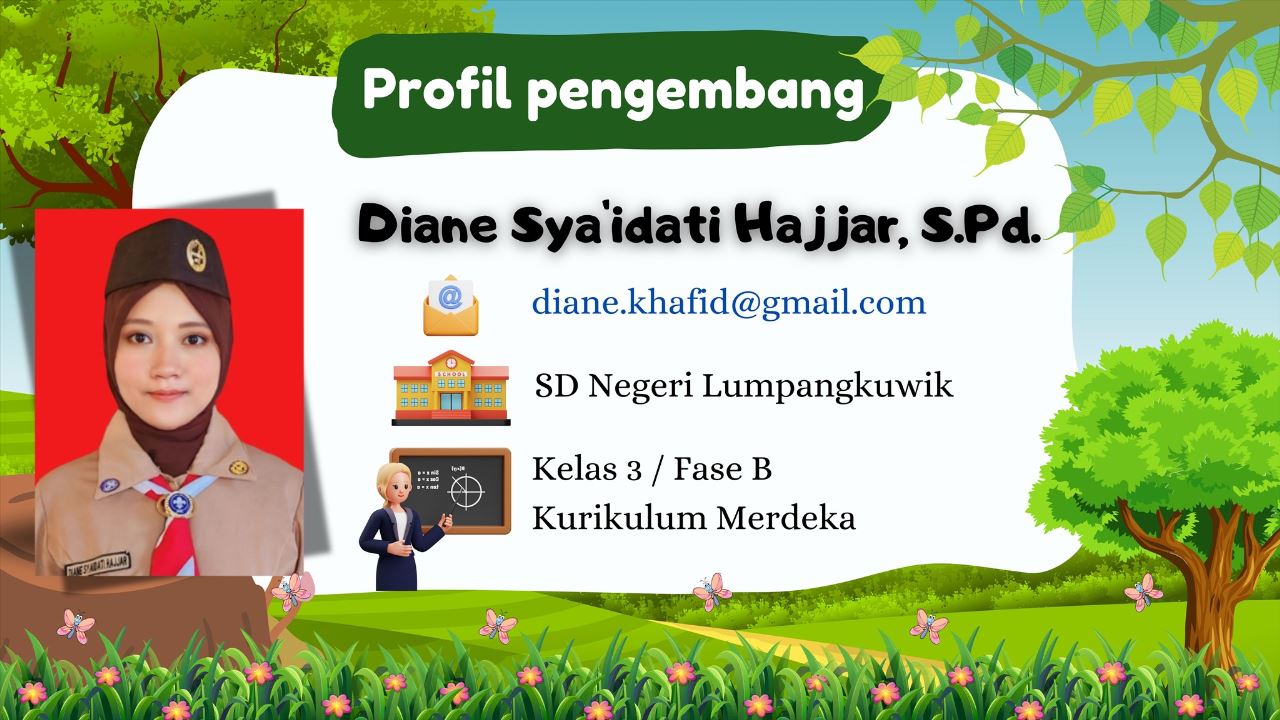 Profil pengembang
Diane Sya'idati Hajjar, S.Pd.
diane.khafid@gmail.com
SCHOOL
SD Negeri Lumpangkuwik
Kelas 3 / Fase B
Kurikulum Merdeka
DIANE SYAIDATI HAJJAR